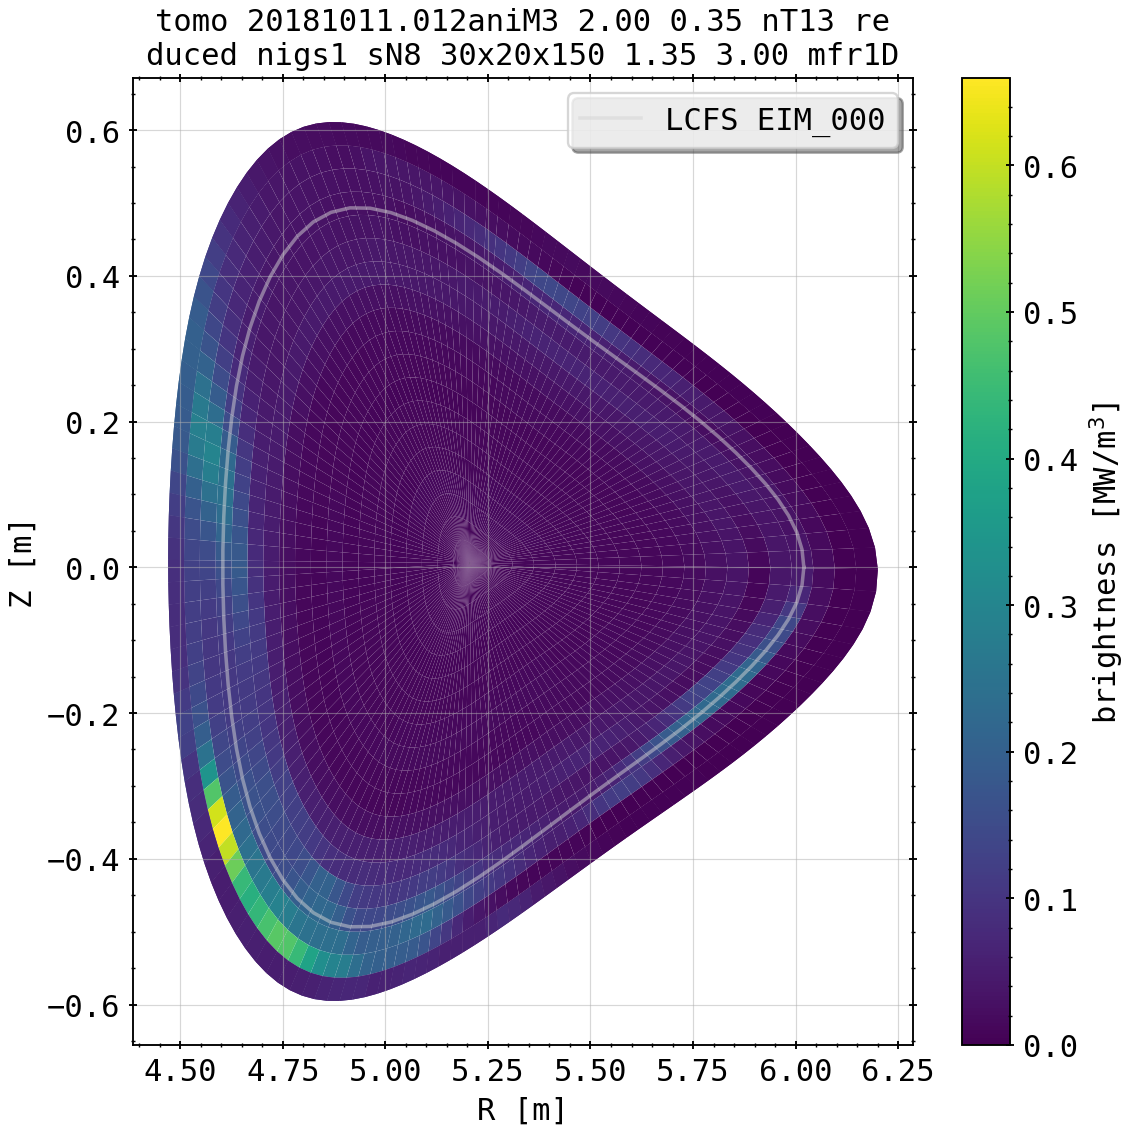 tomo 20181011.012aniM3 2.00 0.35 nT13 re
duced nigs1 sN8 30x20x150 1.35 3.00 mfr1D
LCFS EIM_000
0.6
0.4
0.2
0.0
−0.2
−0.4
−0.6
Z [m]
4.50 4.75 5.00 5.25 5.50 5.75 6.00 6.25
R [m]
0.6
0.5
0.4
0.3
0.2
0.1
0.0
brightness [MW/m³]